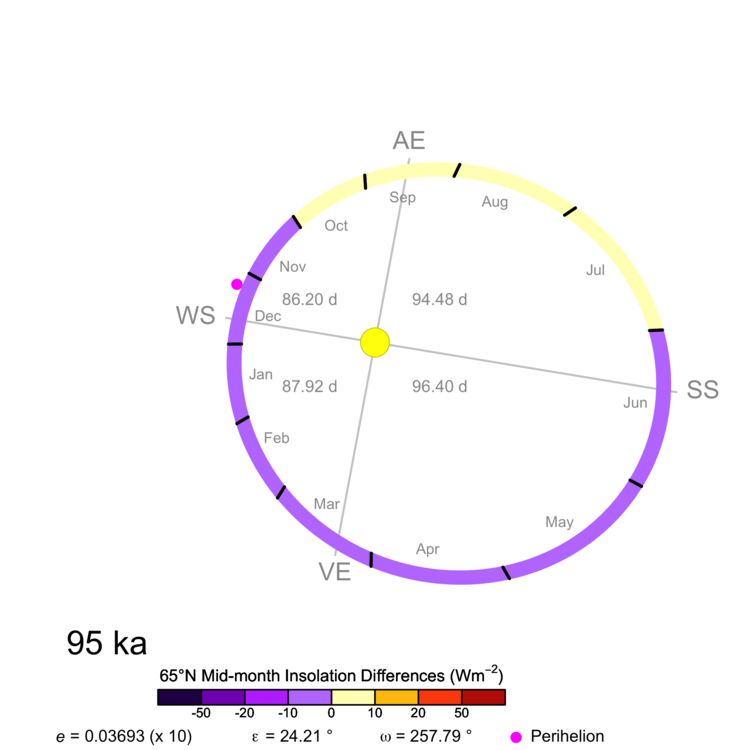 AE
Sep
Aug
Oct
Jul
Nov
86.20 d
94.48 d
WS
Dec
Jan
87.92 d
96.40 d
SS
Jun
Feb
Mar
May
Apr
VE
95 ka
65°N Mid-month Insolation Differences (Wm⁻²)
-50 -20 -10 0 10 20 50
e = 0.03693 (x 10) ε = 24.21 ° ω = 257.79 ° Perihelion